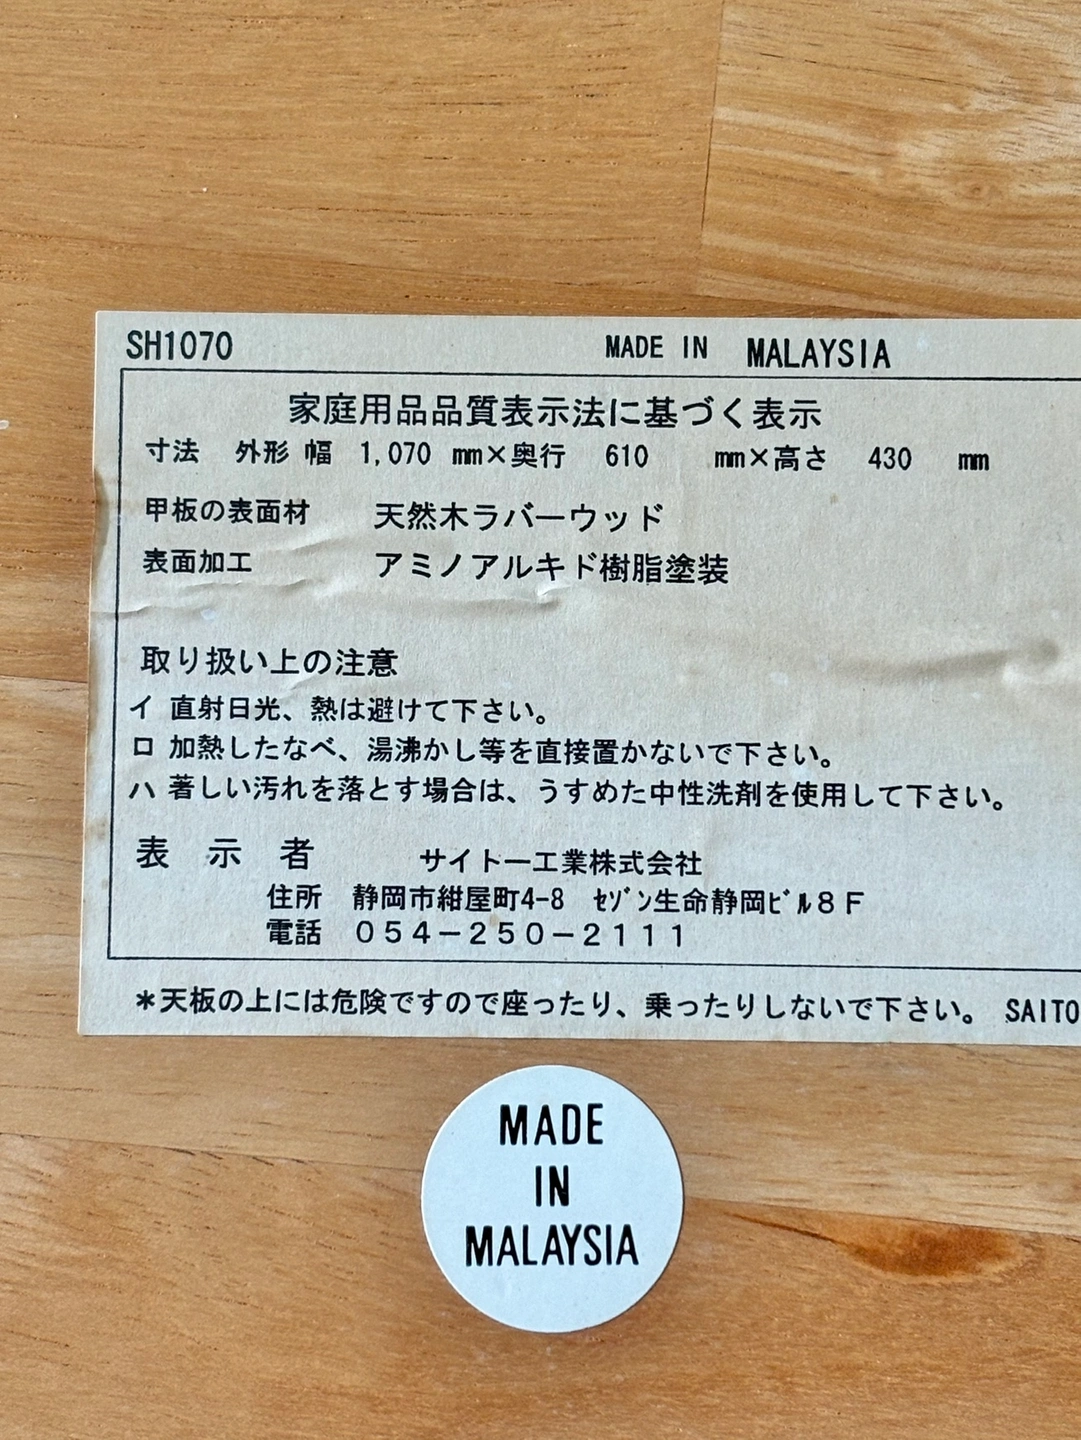 SH1070 MADE IN MALAYSIA
家庭用品品質表示法に基づく表示
寸法 外形 幅 1,070 mm×奥行 610 mm×高さ 430 mm
甲板の表面材 天然木ラバーウッド
表面加工 アミノアルキド樹脂塗装
取り扱い上の注意
イ 直射日光、熱は避けて下さい。
ロ 加熱したなべ、湯沸かし等を直接置かないで下さい。
ハ 著しい汚れを落とす場合は、うすめた中性洗剤を使用して下さい。
表 示 者 サイトー工業株式会社
住所 静岡市紺屋町4-8 ｾｿﾞﾝ生命静岡ﾋﾞﾙ８Ｆ
電話 ０５４－２５０－２１１１
＊天板の上には危険ですので座ったり、乗ったりしないで下さい。 SAITO
MADE
IN
MALAYSIA